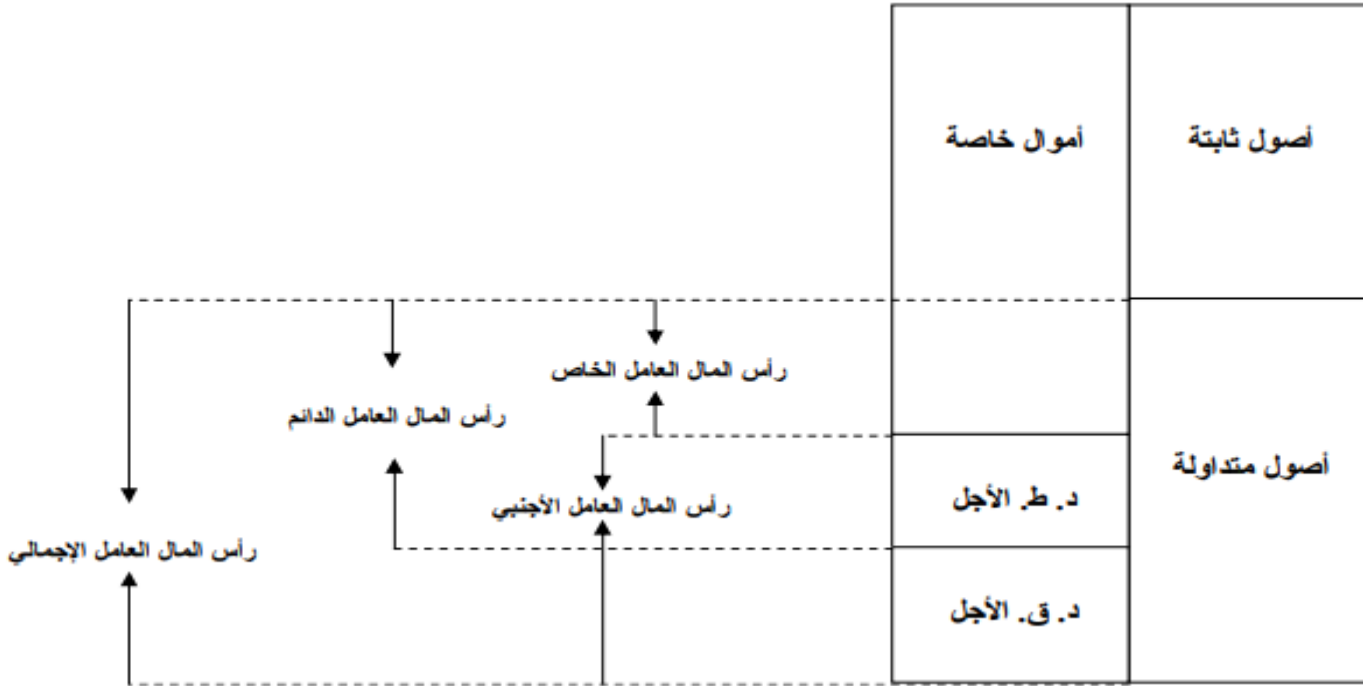 أصول ثابتة
أموال خاصة
رأس المال العامل الخاص
رأس المال العامل الدائم
أصول متداولة
د. ط. الأجل
رأس المال العامل الأجنبي
رأس المال العامل الإجمالي
د. ق. الأجل